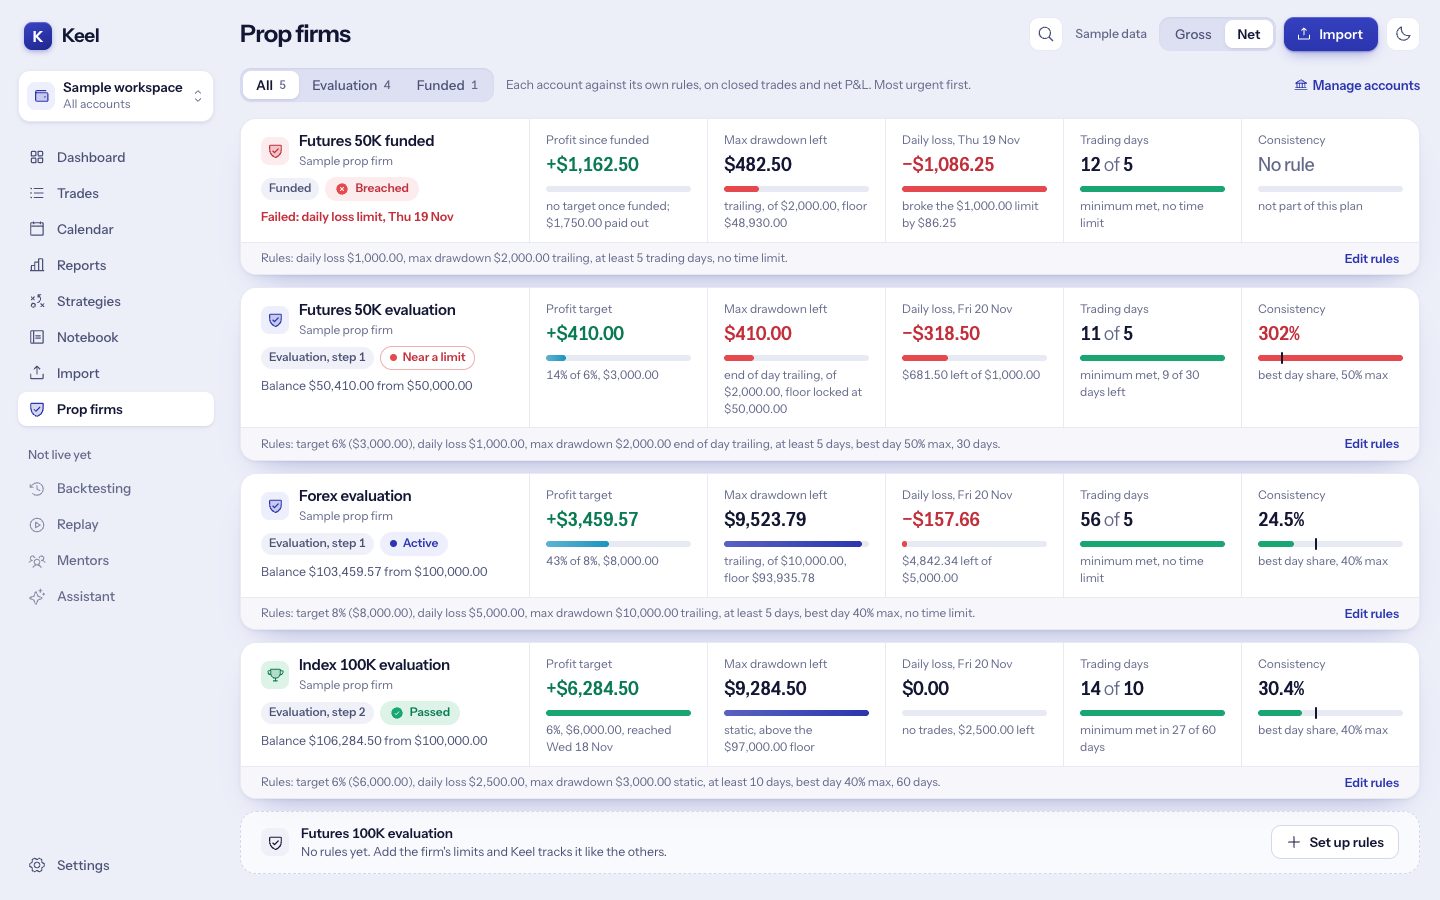 K Keel
Sample workspace
All accounts
Dashboard
Trades
Calendar
Reports
Strategies
Notebook
Import
Prop firms
Not live yet
Backtesting
Replay
Mentors
Assistant
Settings
Prop firms
Sample data
Gross
Net
Import
All 5
Evaluation 4
Funded 1
Each account against its own rules, on closed trades and net P&L. Most urgent first.
Manage accounts
Futures 50K funded
Sample prop firm
Funded
Breached
Failed: daily loss limit, Thu 19 Nov
Profit since funded
+$1,162.50
no target once funded;
$1,750.00 paid out
Max drawdown left
$482.50
trailing, of $2,000.00, floor
$48,930.00
Daily loss, Thu 19 Nov
−$1,086.25
broke the $1,000.00 limit
by $86.25
Trading days
12 of 5
minimum met, no time
limit
Consistency
No rule
not part of this plan
Rules: daily loss $1,000.00, max drawdown $2,000.00 trailing, at least 5 trading days, no time limit.
Edit rules
Futures 50K evaluation
Sample prop firm
Evaluation, step 1
Near a limit
Balance $50,410.00 from $50,000.00
Profit target
+$410.00
14% of 6%, $3,000.00
Max drawdown left
$410.00
end of day trailing, of
$2,000.00, floor locked at
$50,000.00
Daily loss, Fri 20 Nov
−$318.50
$681.50 left of $1,000.00
Trading days
11 of 5
minimum met, 9 of 30
days left
Consistency
302%
best day share, 50% max
Rules: target 6% ($3,000.00), daily loss $1,000.00, max drawdown $2,000.00 end of day trailing, at least 5 days, best day 50% max, 30 days.
Edit rules
Forex evaluation
Sample prop firm
Evaluation, step 1
Active
Balance $103,459.57 from $100,000.00
Profit target
+$3,459.57
43% of 8%, $8,000.00
Max drawdown left
$9,523.79
trailing, of $10,000.00,
floor $93,935.78
Daily loss, Fri 20 Nov
−$157.66
$4,842.34 left of
$5,000.00
Trading days
56 of 5
minimum met, no time
limit
Consistency
24.5%
best day share, 40% max
Rules: target 8% ($8,000.00), daily loss $5,000.00, max drawdown $10,000.00 trailing, at least 5 days, best day 40% max, no time limit.
Edit rules
Index 100K evaluation
Sample prop firm
Evaluation, step 2
Passed
Balance $106,284.50 from $100,000.00
Profit target
+$6,284.50
6%, $6,000.00, reached
Wed 18 Nov
Max drawdown left
$9,284.50
static, above the
$97,000.00 floor
Daily loss, Fri 20 Nov
$0.00
no trades, $2,500.00 left
Trading days
14 of 10
minimum met in 27 of 60
days
Consistency
30.4%
best day share, 40% max
Rules: target 6% ($6,000.00), daily loss $2,500.00, max drawdown $3,000.00 static, at least 10 days, best day 40% max, 60 days.
Edit rules
Futures 100K evaluation
No rules yet. Add the firm's limits and Keel tracks it like the others.
Set up rules